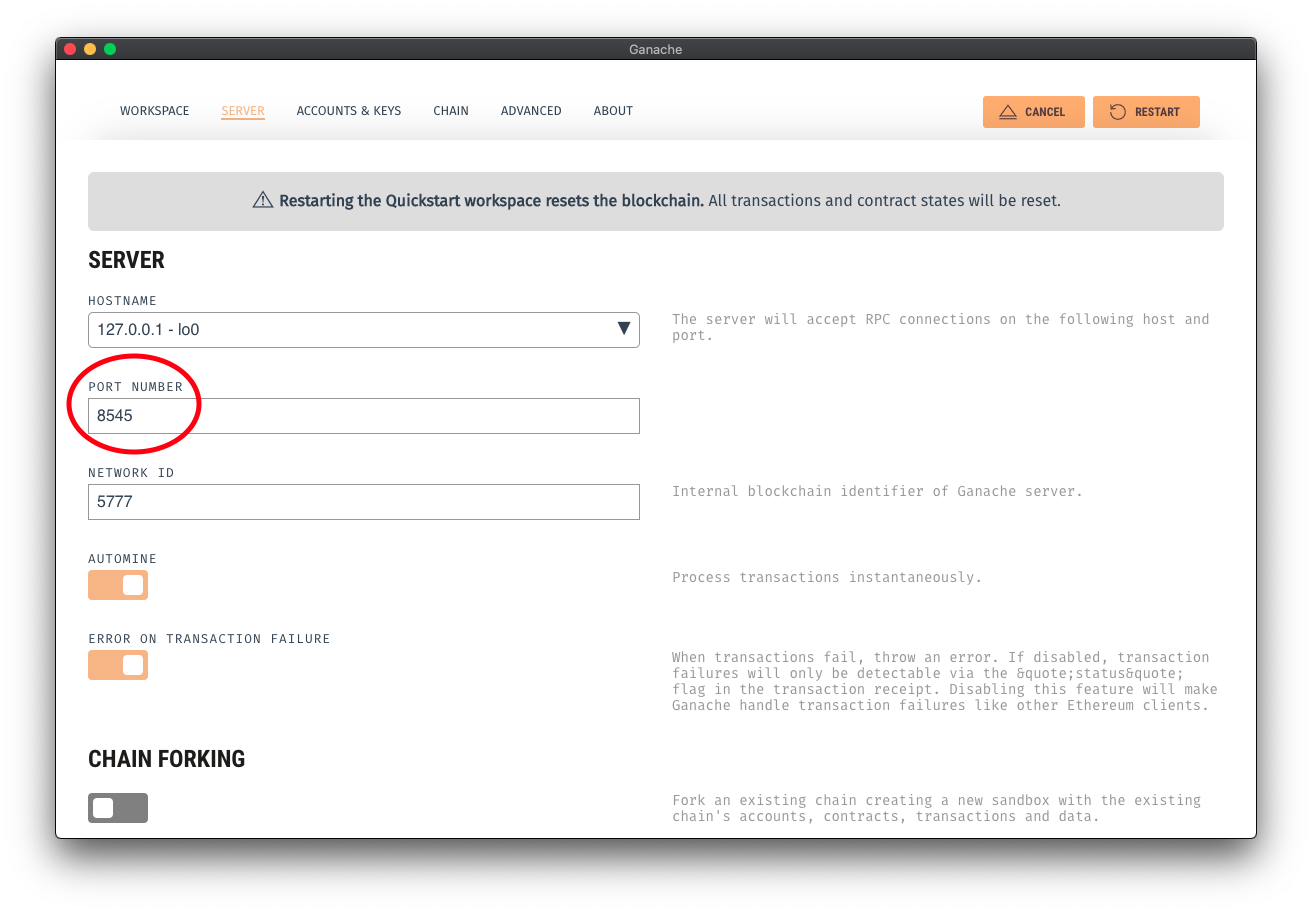 Ganache
WORKSPACE SERVER ACCOUNTS & KEYS CHAIN ADVANCED ABOUT CANCEL RESTART
Restarting the Quickstart workspace resets the blockchain. All transactions and contract states will be reset.
SERVER
HOSTNAME
127.0.0.1 - lo0
The server will accept RPC connections on the following host and
port.
PORT NUMBER
8545
NETWORK ID
5777
Internal blockchain identifier of Ganache server.
AUTOMINE
Process transactions instantaneously.
ERROR ON TRANSACTION FAILURE
When transactions fail, throw an error. If disabled, transaction
failures will only be detectable via the &quote;status&quote;
flag in the transaction receipt. Disabling this feature will make
Ganache handle transaction failures like other Ethereum clients.
CHAIN FORKING
Fork an existing chain creating a new sandbox with the existing
chain's accounts, contracts, transactions and data.